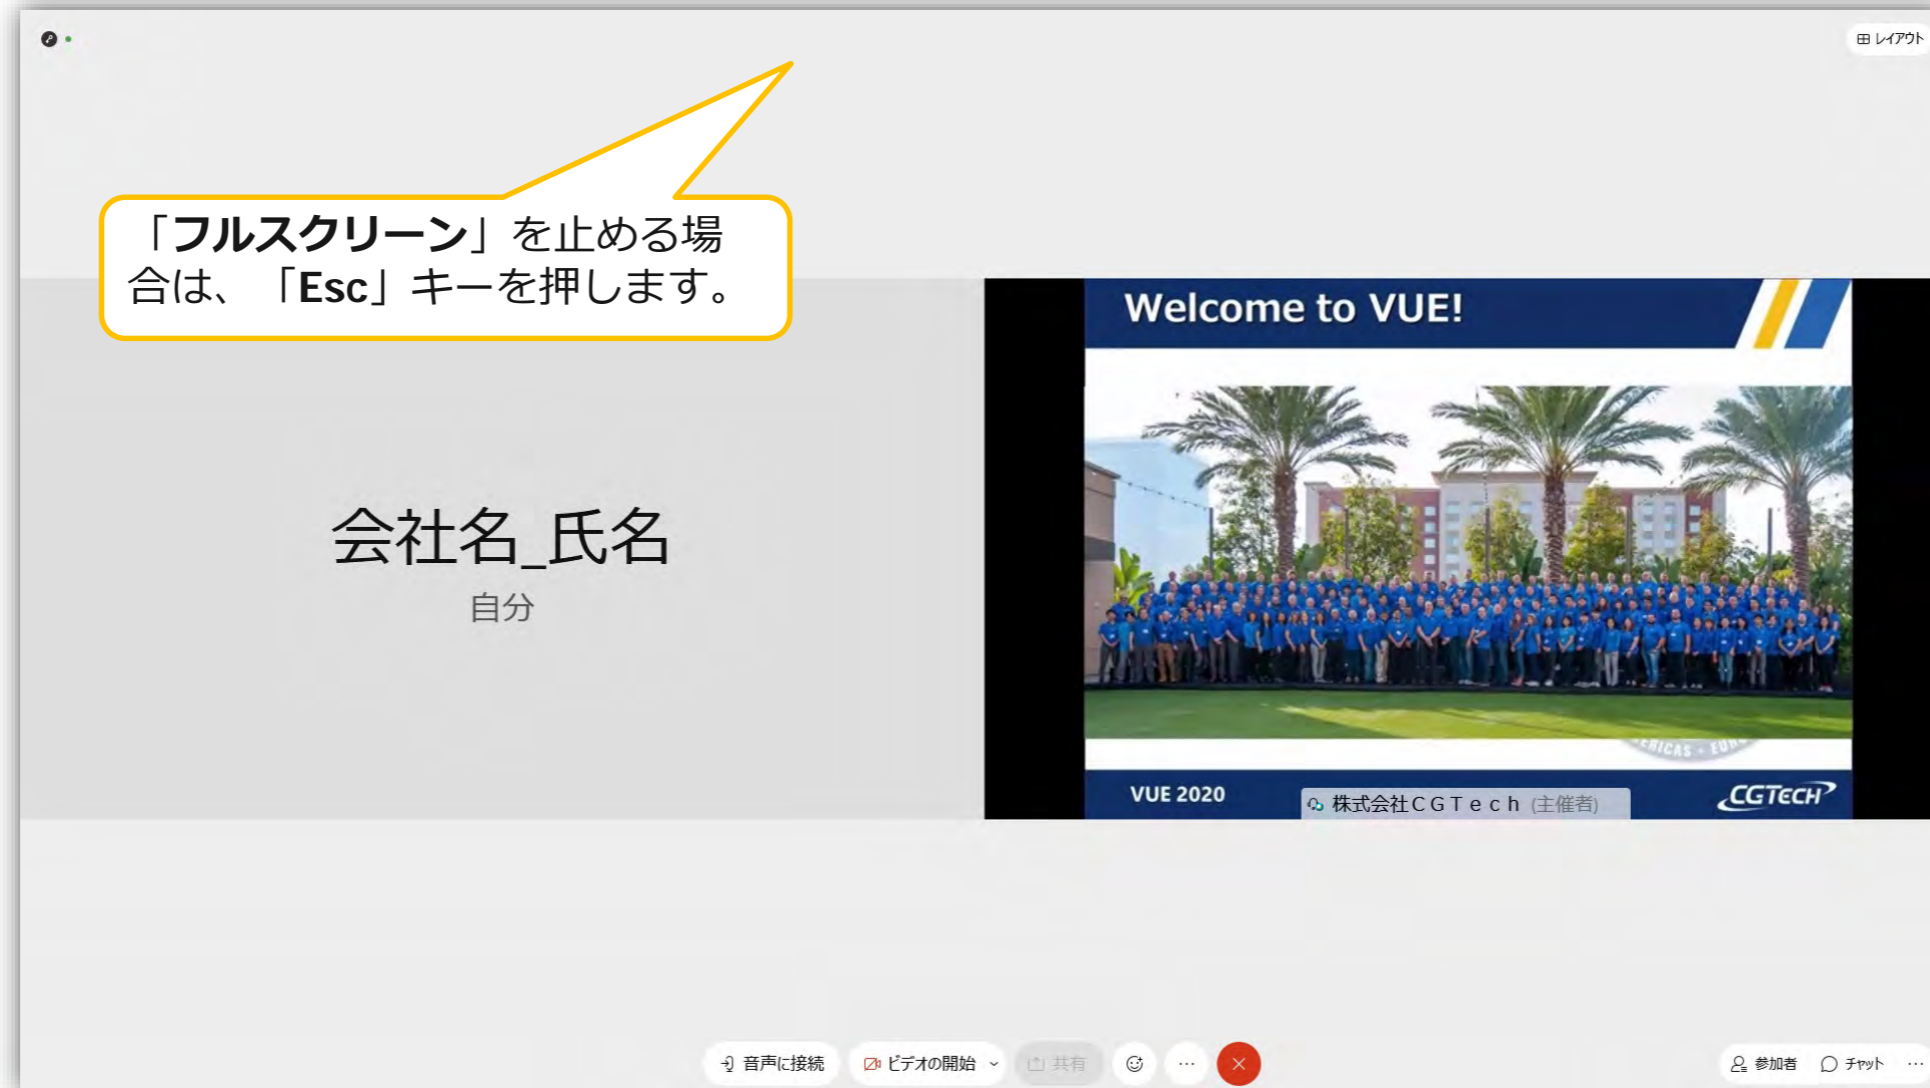 レイアウト
「フルスクリーン」を止める場
合は、「Esc」キーを押します。
会社名_氏名
自分
Welcome to VUE!
VUE 2020
株式会社ＣＧＴｅｃｈ (主催者)
CGTECH
音声に接続
ビデオの開始
共有
参加者
チャット